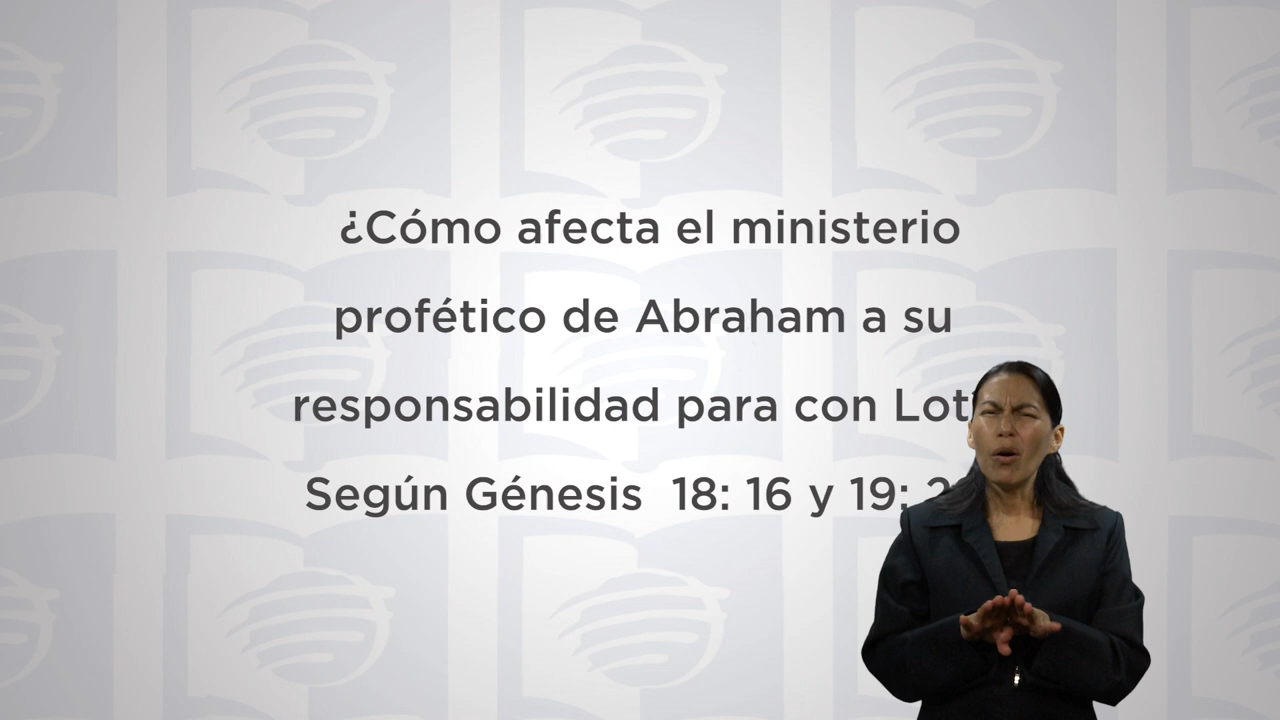 ¿Cómo afecta el ministerio
profético de Abraham a su
responsabilidad para con Lot
Según Génesis  18: 16 y 19: